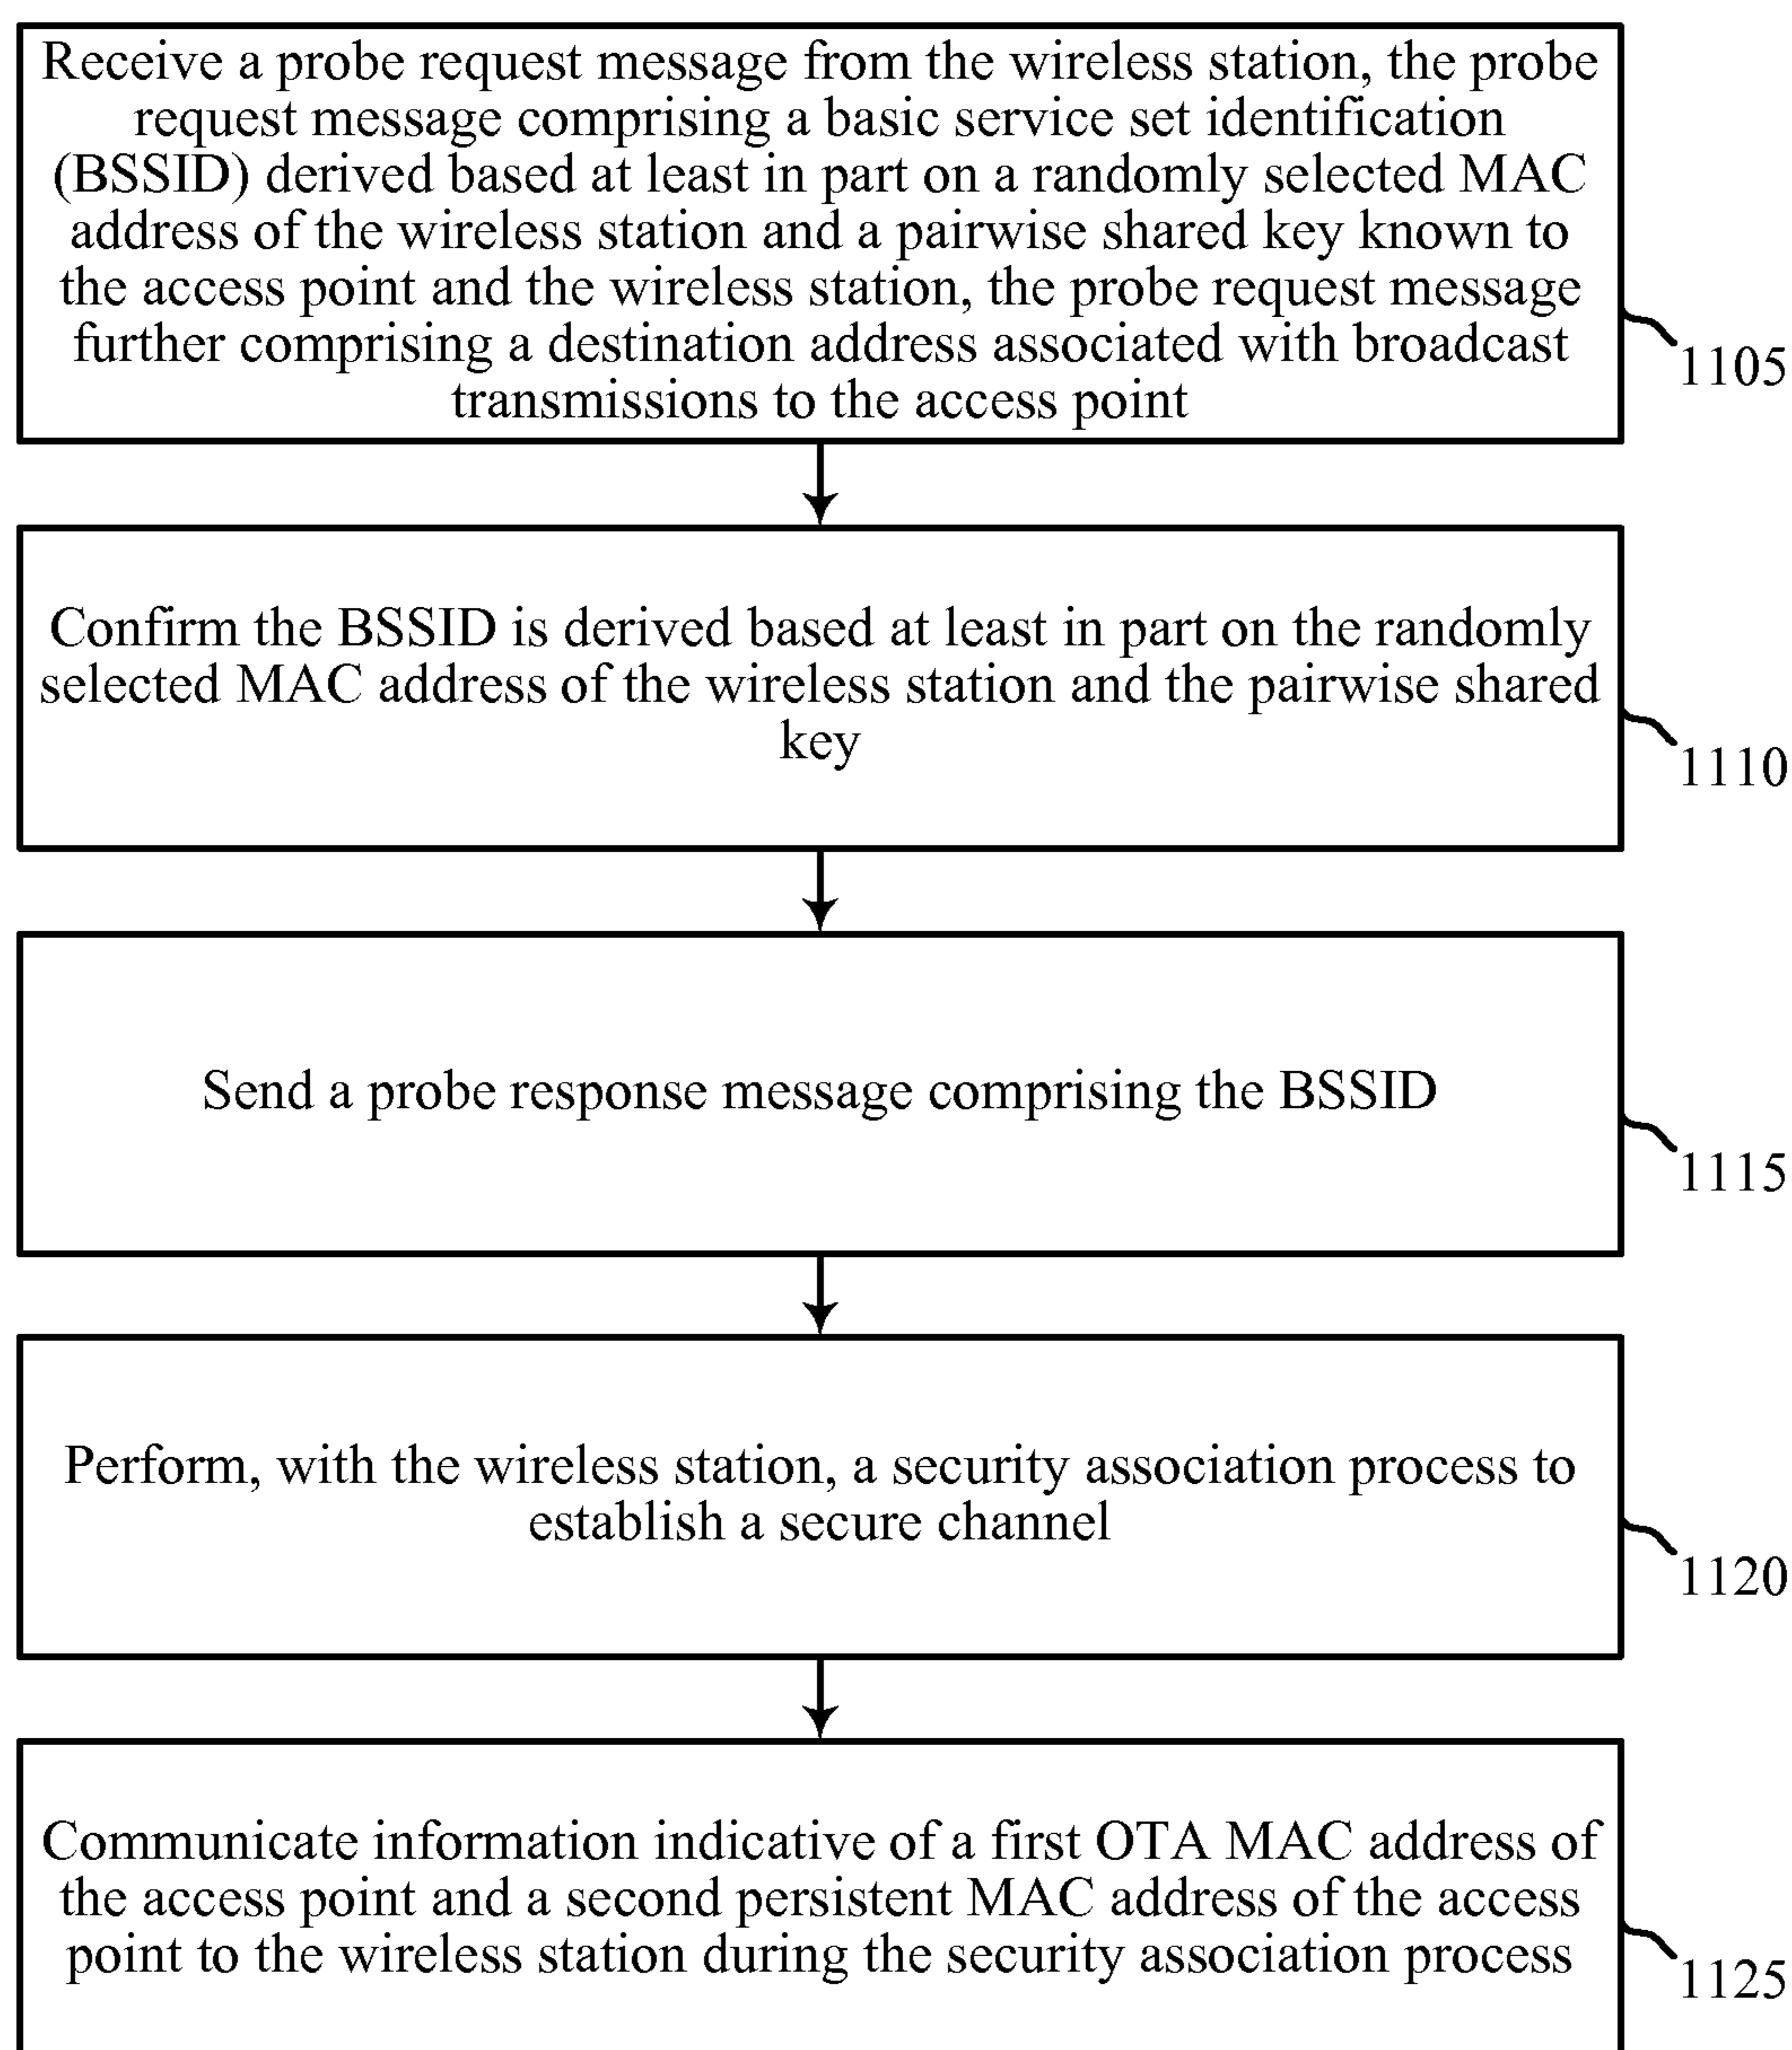 Receive a probe request message from the wireless station, the probe
request message comprising a basic service set identification
(BSSID) derived based at least in part on a randomly selected MAC
address of the wireless station and a pairwise shared key known to
the access point and the wireless station, the probe request message
further comprising a destination address associated with broadcast
transmissions to the access point
1105
Confirm the BSSID is derived based at least in part on the randomly
selected MAC address of the wireless station and the pairwise shared
key
1110
Send a probe response message comprising the BSSID
1115
Perform, with the wireless station, a security association process to
establish a secure channel
1120
Communicate information indicative of a first OTA MAC address of
the access point and a second persistent MAC address of the access
point to the wireless station during the security association process
1125